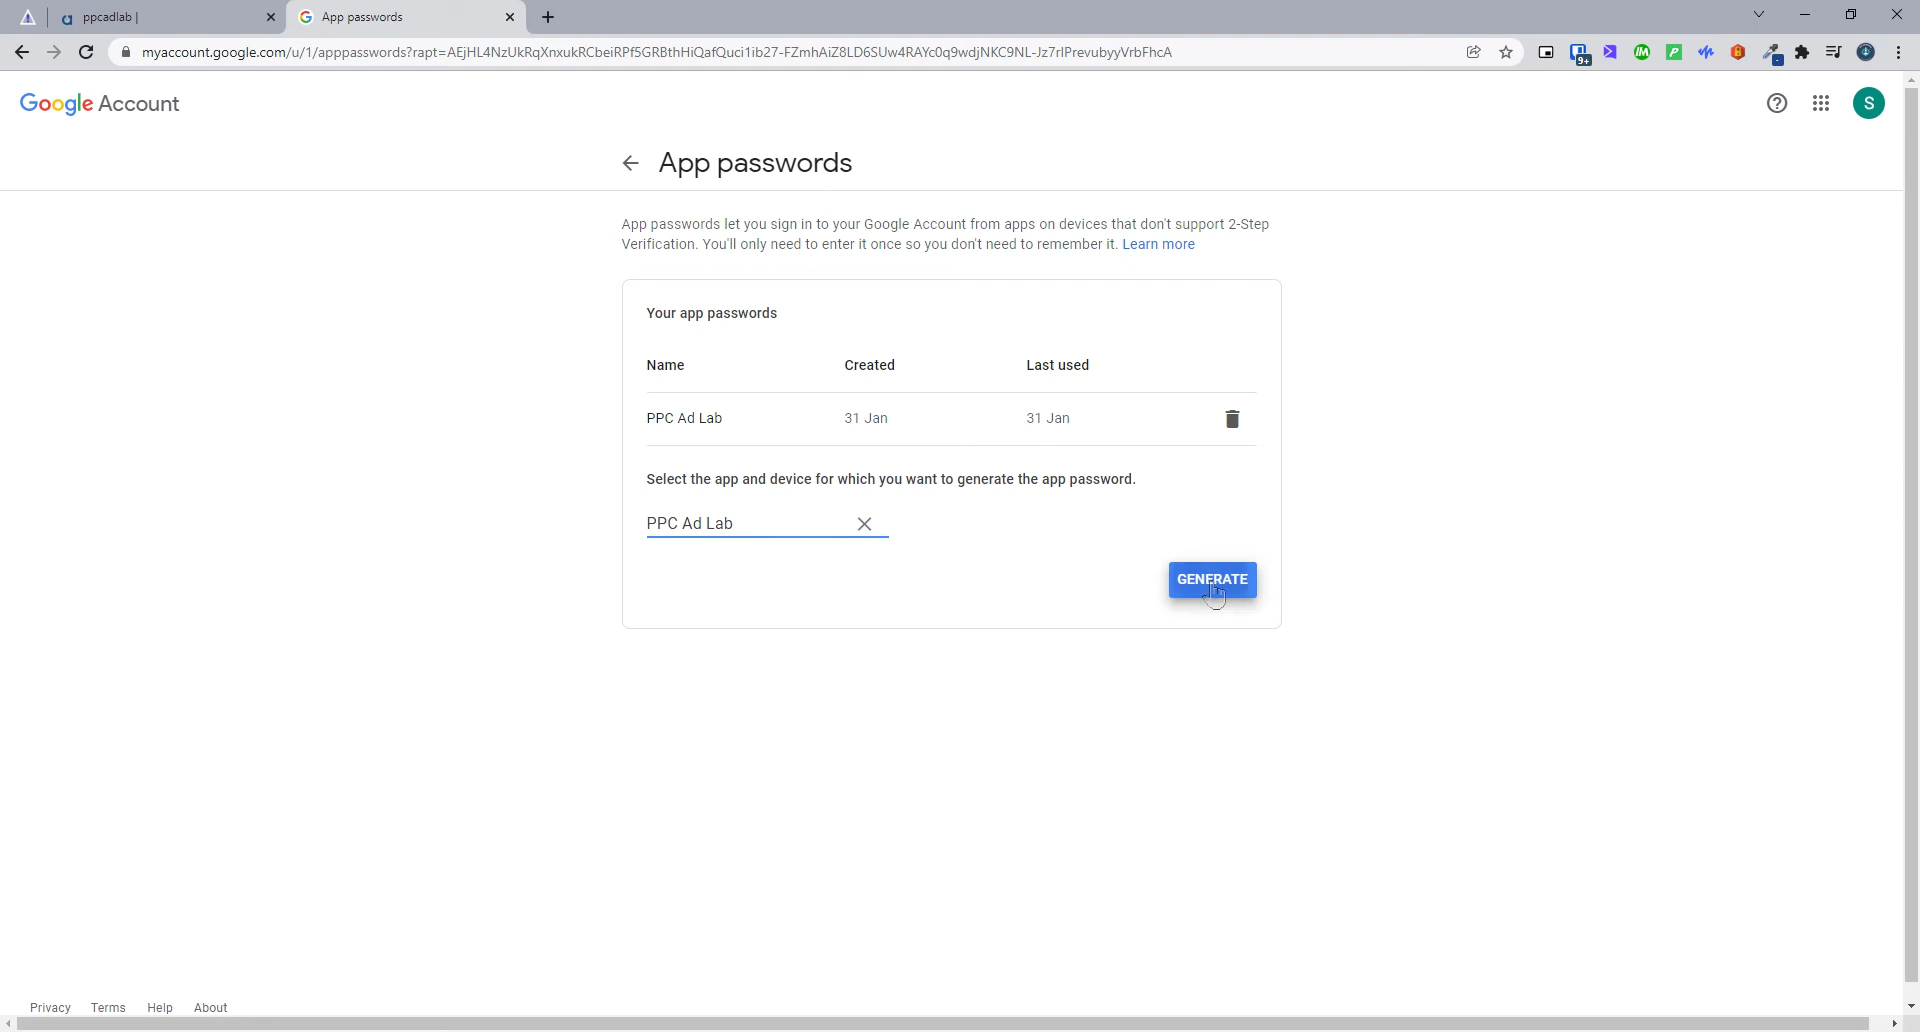 ppcadlab |
App passwords
myaccount.google.com/u/1/apppasswords?rapt=AEjHL4NzUkRqXnxukRCbeiRPf5GRBthHiQafQuci1ib27-FZmhAiZ8LD6SUw4RAYc0q9wdjNKC9NL-Jz7rIPrevubyyVrbFhcA
9+
Google Account
S
App passwords
App passwords let you sign in to your Google Account from apps on devices that don't support 2-Step
Verification. You'll only need to enter it once so you don't need to remember it. Learn more
Your app passwords
Name Created Last used
PPC Ad Lab 31 Jan 31 Jan
Select the app and device for which you want to generate the app password.
PPC Ad Lab
GENERATE
Privacy Terms Help About